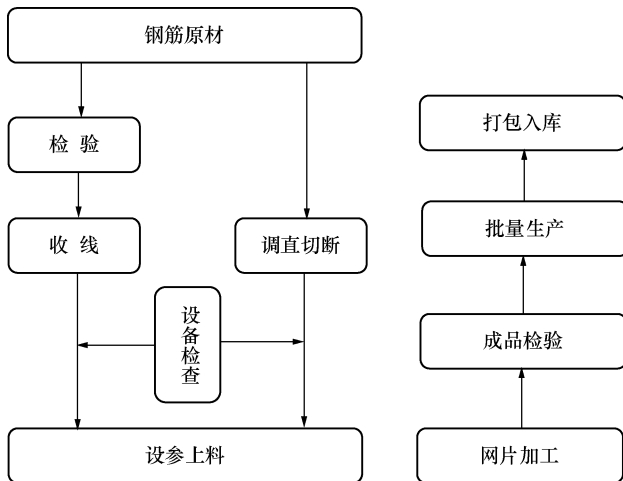 钢筋原材
检 验
收 线
调直切断
设
备
检
查
设参上料
打包入库
批量生产
成品检验
网片加工